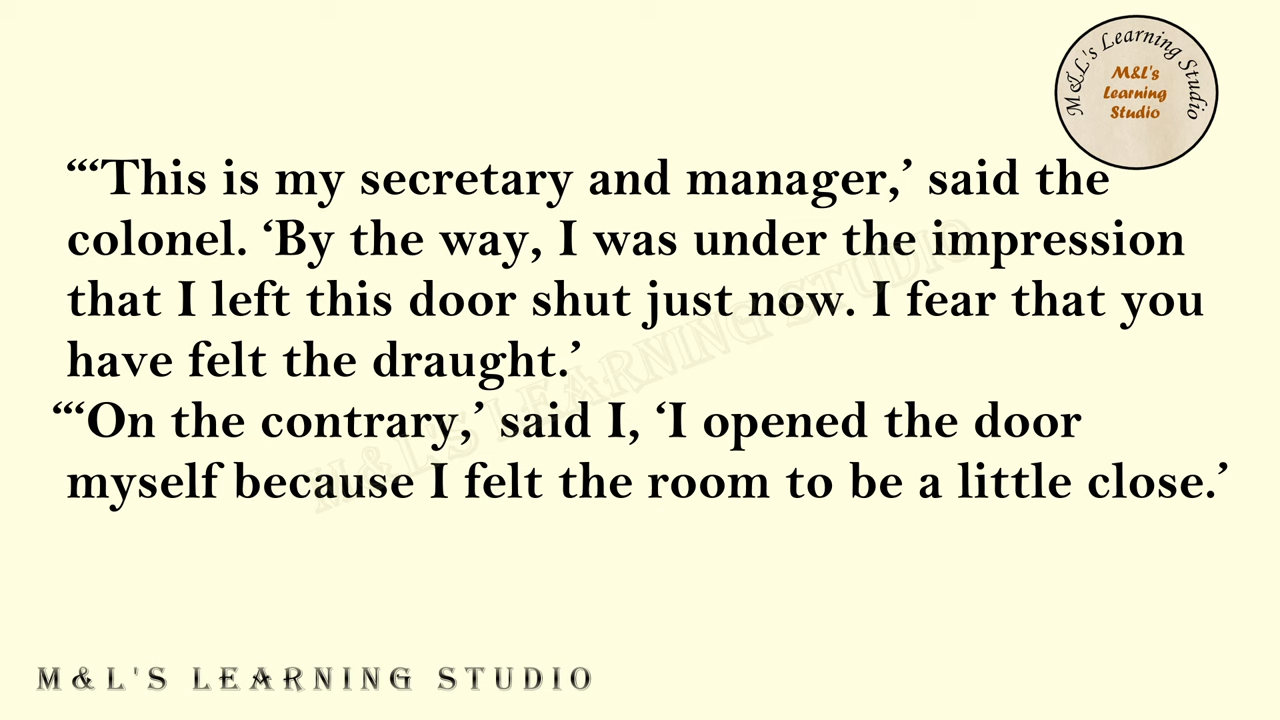 M&L's Learning Studio
M&L's
Learning
Studio
“‘This is my secretary and manager,’ said the
colonel. ‘By the way, I was under the impression
that I left this door shut just now. I fear that you
have felt the draught.’
“‘On the contrary,’ said I, ‘I opened the door
myself because I felt the room to be a little close.’
M&L'S LEARNING STUDIO
M&L'S LEARNING STUDIO